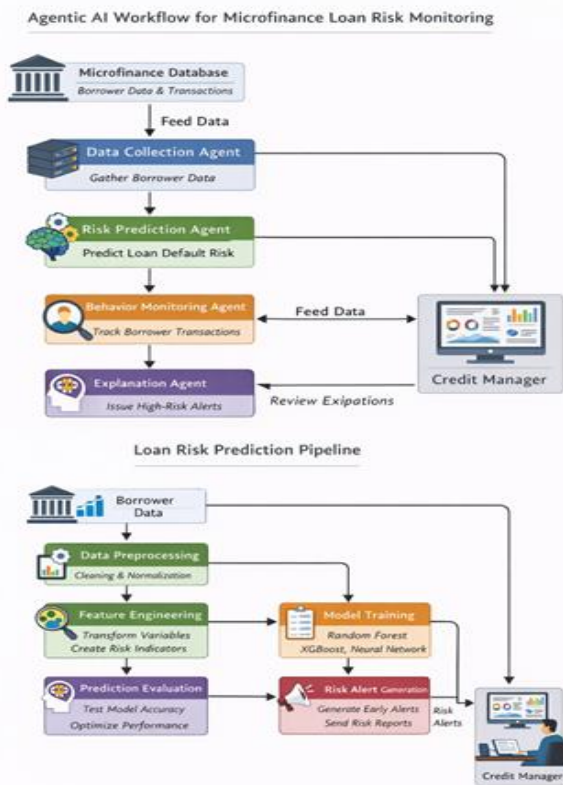 Agentic AI Workflow for Microfinance Loan Risk Monitoring
Microfinance Database
Borrower Data & Transactions
Feed Data
Data Collection Agent
Gather Borrower Data
Risk Prediction Agent
Predict Loan Default Risk
Behavior Monitoring Agent
Track Borrower Transactions
Feed Data
Explanation Agent
Issue High-Risk Alerts
Credit Manager
Review Exipations
Loan Risk Prediction Pipeline
Borrower
Data
Data Preprocessing
Cleaning & Normalization
Feature Engineering
Transform Variables
Create Risk Indicators
Model Training
Random Forest
XGBoost, Neural Network
Prediction Evaluation
Test Model Accuracy
Optimize Performance
Risk Alert Generation
Generate Early Alerts
Send Risk Reports
Risk
Alerts
Credit Manager